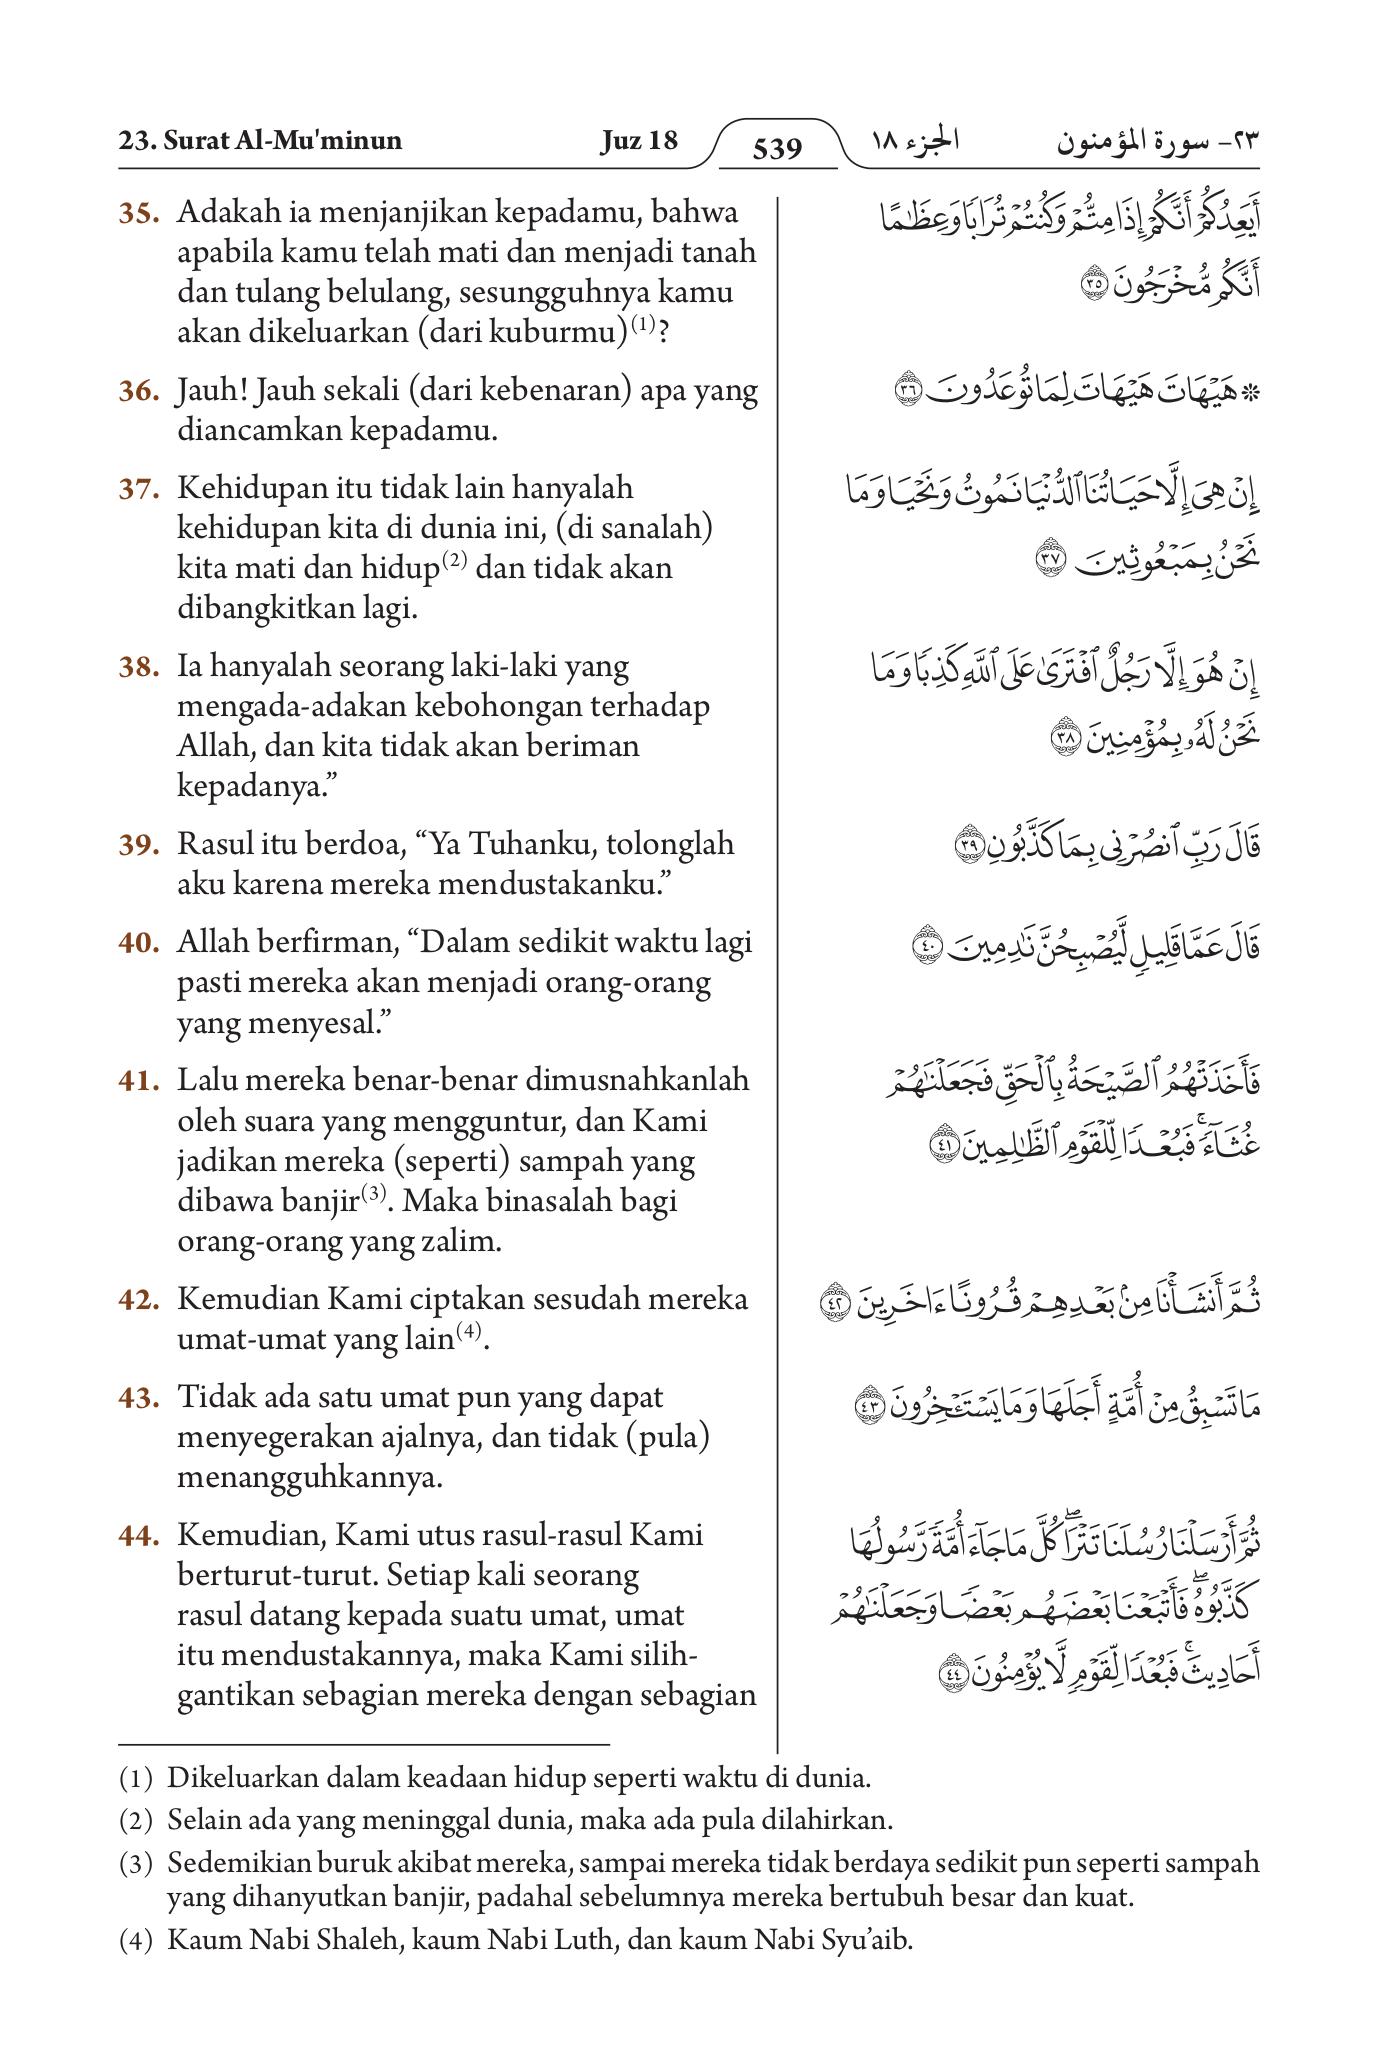 23. Surat Al-Mu'minun Juz 18 539 الجزء ١٨ ٢٣- سورة المؤمنون
35. Adakah ia menjanjikan kepadamu, bahwa
apabila kamu telah mati dan menjadi tanah
dan tulang belulang, sesungguhnya kamu
akan dikeluarkan (dari kuburmu)(1)?
36. Jauh! Jauh sekali (dari kebenaran) apa yang
diancamkan kepadamu.
37. Kehidupan itu tidak lain hanyalah
kehidupan kita di dunia ini, (di sanalah)
kita mati dan hidup(2) dan tidak akan
dibangkitkan lagi.
38. Ia hanyalah seorang laki-laki yang
mengada-adakan kebohongan terhadap
Allah, dan kita tidak akan beriman
kepadanya.”
39. Rasul itu berdoa, “Ya Tuhanku, tolonglah
aku karena mereka mendustakanku.”
40. Allah berfirman, “Dalam sedikit waktu lagi
pasti mereka akan menjadi orang-orang
yang menyesal.”
41. Lalu mereka benar-benar dimusnahkanlah
oleh suara yang mengguntur, dan Kami
jadikan mereka (seperti) sampah yang
dibawa banjir(3). Maka binasalah bagi
orang-orang yang zalim.
42. Kemudian Kami ciptakan sesudah mereka
umat-umat yang lain(4).
43. Tidak ada satu umat pun yang dapat
menyegerakan ajalnya, dan tidak (pula)
menangguhkannya.
44. Kemudian, Kami utus rasul-rasul Kami
berturut-turut. Setiap kali seorang
rasul datang kepada suatu umat, umat
itu mendustakannya, maka Kami silih-
gantikan sebagian mereka dengan sebagian
أَيَعِدُكُمۡ أَنَّكُمۡ إِذَا مِتُّمۡ وَكُنتُمۡ تُرَابٗا وَعِظَٰمًا
أَنَّكُم مُّخۡرَجُونَ ٣٥
۞ هَيۡهَاتَ هَيۡهَاتَ لِمَا تُوعَدُونَ ٣٦
إِنۡ هِيَ إِلَّا حَيَاتُنَا ٱلدُّنۡيَا نَمُوتُ وَنَحۡيَا وَمَا
نَحۡنُ بِمَبۡعُوثِينَ ٣٧
إِنۡ هُوَ إِلَّا رَجُلٌ ٱفۡتَرَىٰ عَلَى ٱللَّهِ كَذِبٗا وَمَا
نَحۡنُ لَهُۥ بِمُؤۡمِنِينَ ٣٨
قَالَ رَبِّ ٱنصُرۡنِي بِمَا كَذَّبُونِ ٣٩
قَالَ عَمَّا قَلِيلٖ لَّيُصۡبِحُنَّ نَٰدِمِينَ ٤٠
فَأَخَذَتۡهُمُ ٱلصَّيۡحَةُ بِٱلۡحَقِّ فَجَعَلۡنَٰهُمۡ
غُثَآءٗۚ فَبُعۡدٗا لِّلۡقَوۡمِ ٱلظَّٰلِمِينَ ٤١
ثُمَّ أَنشَأۡنَا مِنۢ بَعۡدِهِمۡ قُرُونًا ءَاخَرِينَ ٤٢
مَا تَسۡبِقُ مِنۡ أُمَّةٍ أَجَلَهَا وَمَا يَسۡتَـٔۡخِرُونَ ٤٣
ثُمَّ أَرۡسَلۡنَا رُسُلَنَا تَتۡرَاۖ كُلَّ مَا جَآءَ أُمَّةٗ رَّسُولُهَا
كَذَّبُوهُۖ فَأَتۡبَعۡنَا بَعۡضَهُم بَعۡضٗا وَجَعَلۡنَٰهُمۡ
أَحَادِيثَۚ فَبُعۡدٗا لِّقَوۡمٖ لَّا يُؤۡمِنُونَ ٤٤
(1) Dikeluarkan dalam keadaan hidup seperti waktu di dunia.
(2) Selain ada yang meninggal dunia, maka ada pula dilahirkan.
(3) Sedemikian buruk akibat mereka, sampai mereka tidak berdaya sedikit pun seperti sampah
yang dihanyutkan banjir, padahal sebelumnya mereka bertubuh besar dan kuat.
(4) Kaum Nabi Shaleh, kaum Nabi Luth, dan kaum Nabi Syu’aib.